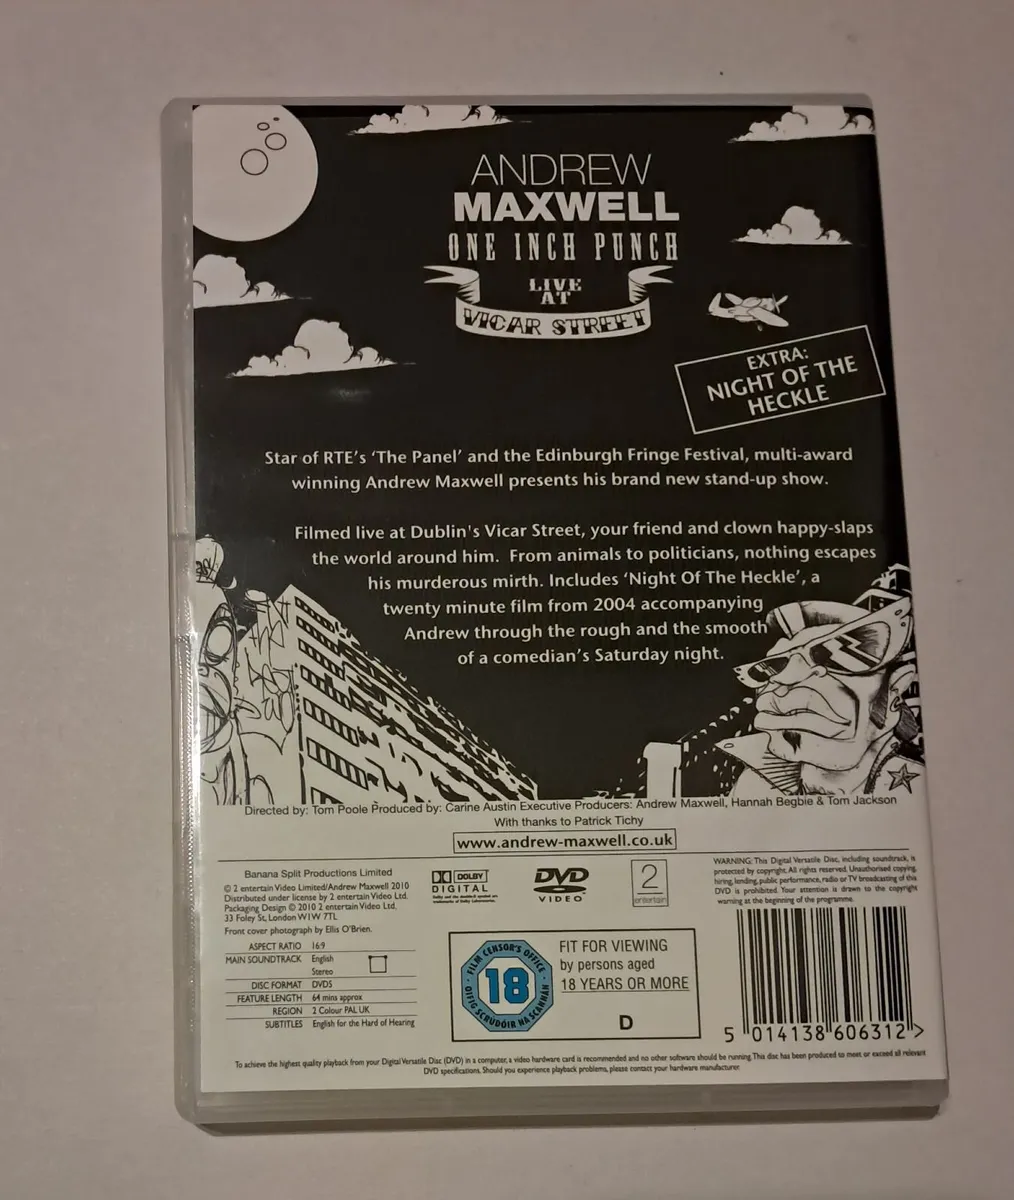 ANDREW
MAXWELL
ONE INCH PUNCH
LIVE
AT
VICAR STREET
EXTRA:
NIGHT OF THE
HECKLE
Star of RTE's 'The Panel' and the Edinburgh Fringe Festival, multi-award
winning Andrew Maxwell presents his brand new stand-up show.
Filmed live at Dublin's Vicar Street, your friend and clown happy-slaps
the world around him. From animals to politicians, nothing escapes
his murderous mirth. Includes 'Night Of The Heckle', a
twenty minute film from 2004 accompanying
Andrew through the rough and the smooth
of a comedian's Saturday night.
Directed by: Tom Poole Produced by: Carine Austin Executive Producers: Andrew Maxwell, Hannah Begbie & Tom Jackson
With thanks to Patrick Tichy
www.andrew-maxwell.co.uk
Banana Split Productions Limited
© 2 entertain Video Limited/Andrew Maxwell 2010
Distributed under license by 2 entertain Video Ltd.
Packaging Design © 2010 2 entertain Video Ltd.
33 Foley St, London W1W 7TL
Front cover photograph by Ellis O'Brien.
ASPECT RATIO 16:9
MAIN SOUNDTRACK English
Stereo
DISC FORMAT DVD5
FEATURE LENGTH 64 mins approx
REGION 2 Colour PAL UK
SUBTITLES English for the Hard of Hearing
DOLBY
DIGITAL
Dolby and the double-D symbol are
trademarks of Dolby Laboratories.
DVD
VIDEO
2
entertain
WARNING: This Digital Versatile Disc, including soundtrack, is
protected by copyright. All rights reserved. Unauthorised copying,
hiring, lending, public performance, radio or TV broadcasting of this
DVD is prohibited. Your attention is drawn to the copyright
warning at the beginning of the programme.
FILM CENSOR'S OFFICE
18
OIFIG SCRÚDÓIR NA SCANNÁN
FIT FOR VIEWING
by persons aged
18 YEARS OR MORE
D
5 014138 606312 >
To achieve the highest quality playback from your Digital Versatile Disc (DVD) in a computer, a video hardware card is recommended and no other software should be running. This disc has been produced to meet or exceed all relevant
DVD specifications. Should you experience playback problems, please contact your hardware manufacturer.